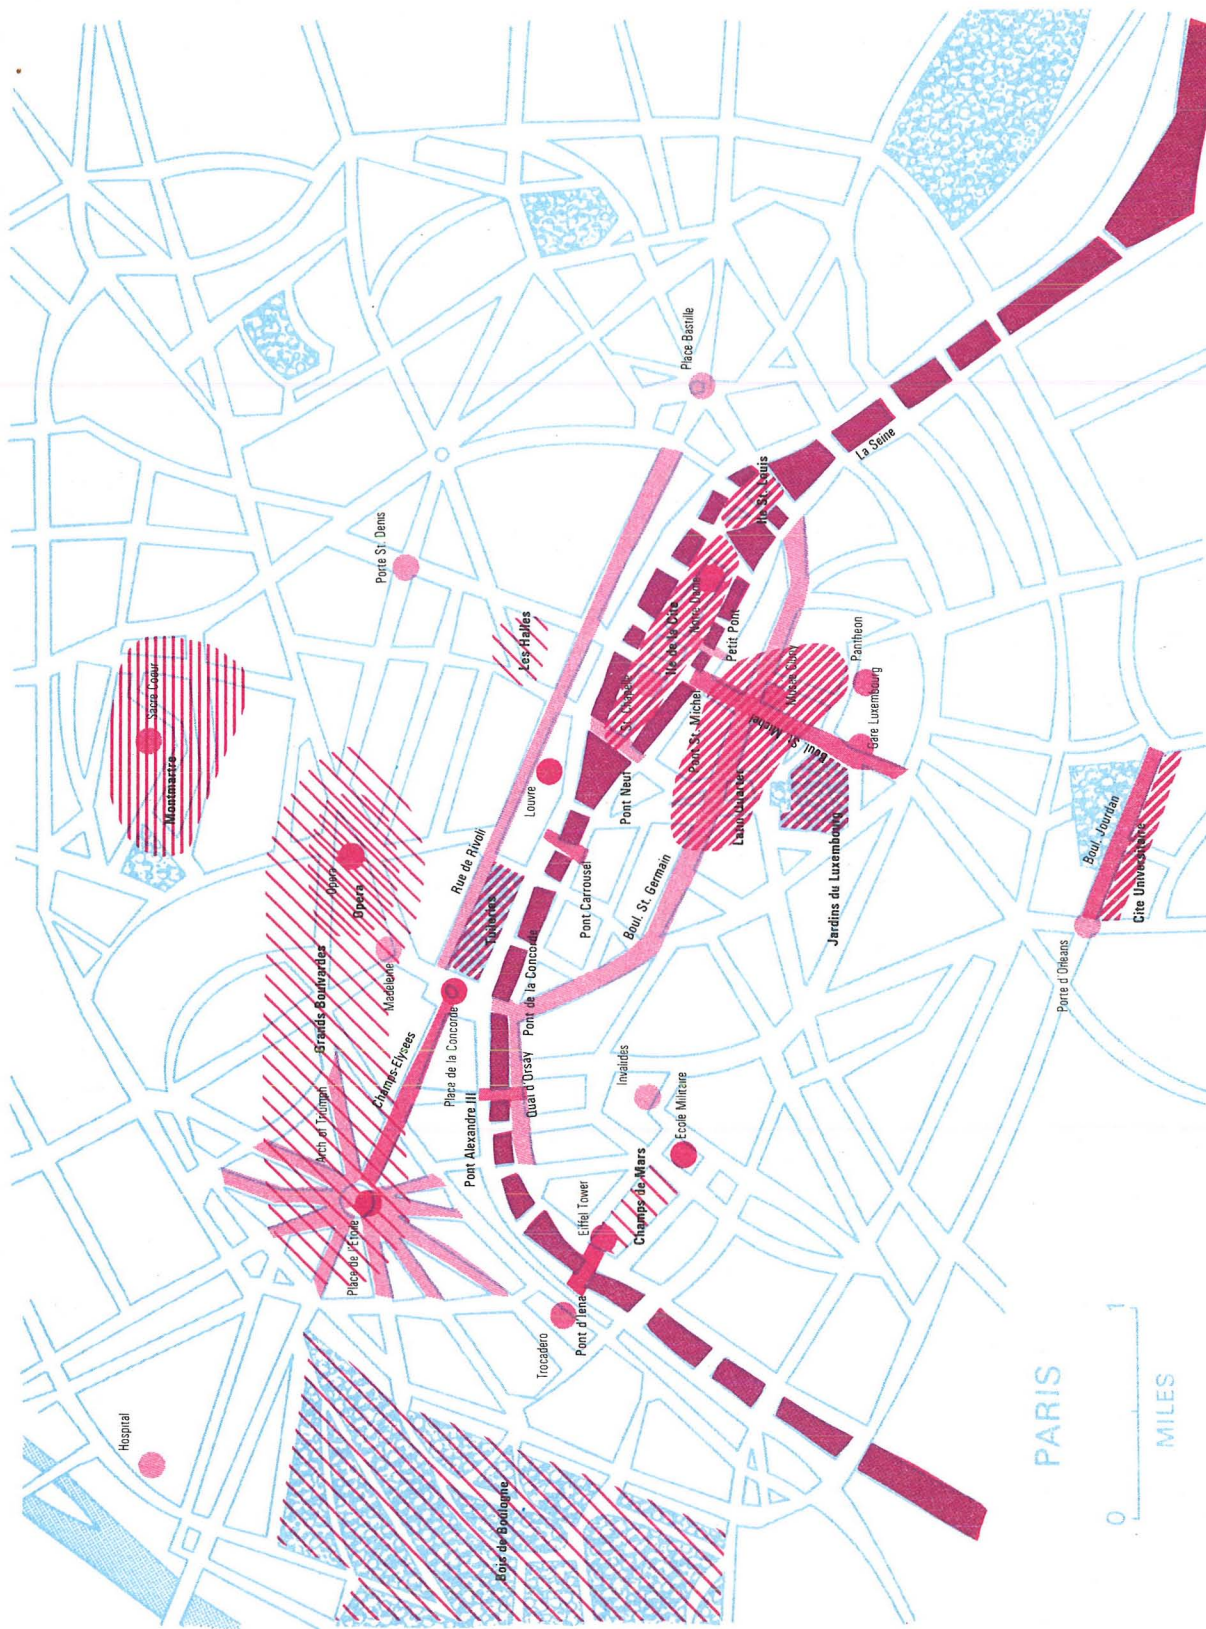 Hospital
Bois de Boulogne
Place de l'Etoile
Arch of Triumph
Grands Boulvardes
Champs-Elysees
Madeleine
Opera
Opera
Montmartre
Sacre Coeur
Porte St. Denis
Les Halles
Rue de Rivoli
Louvre
Tuileries
Place de la Concorde
Pont Alexandre III
Quai d'Orsay
Pont de la Concorde
Pont Carrousel
Pont Neuf
St. Chapelle
Ile de la Cite
Notre Dame
Ile St. Louis
Place Bastille
La Seine
Petit Pont
Pont St. Michel
Boul. St. Germain
Latin Quarter
Musee Cluny
Boul. St. Michel
Pantheon
Gare Luxembourg
Jardins du Luxembourg
Trocadero
Pont d'Iena
Eiffel Tower
Champs de Mars
Ecole Militaire
Invalides
Porte d'Orleans
Boul. Jourdan
Cite Universitaire
PARIS
0 1
MILES